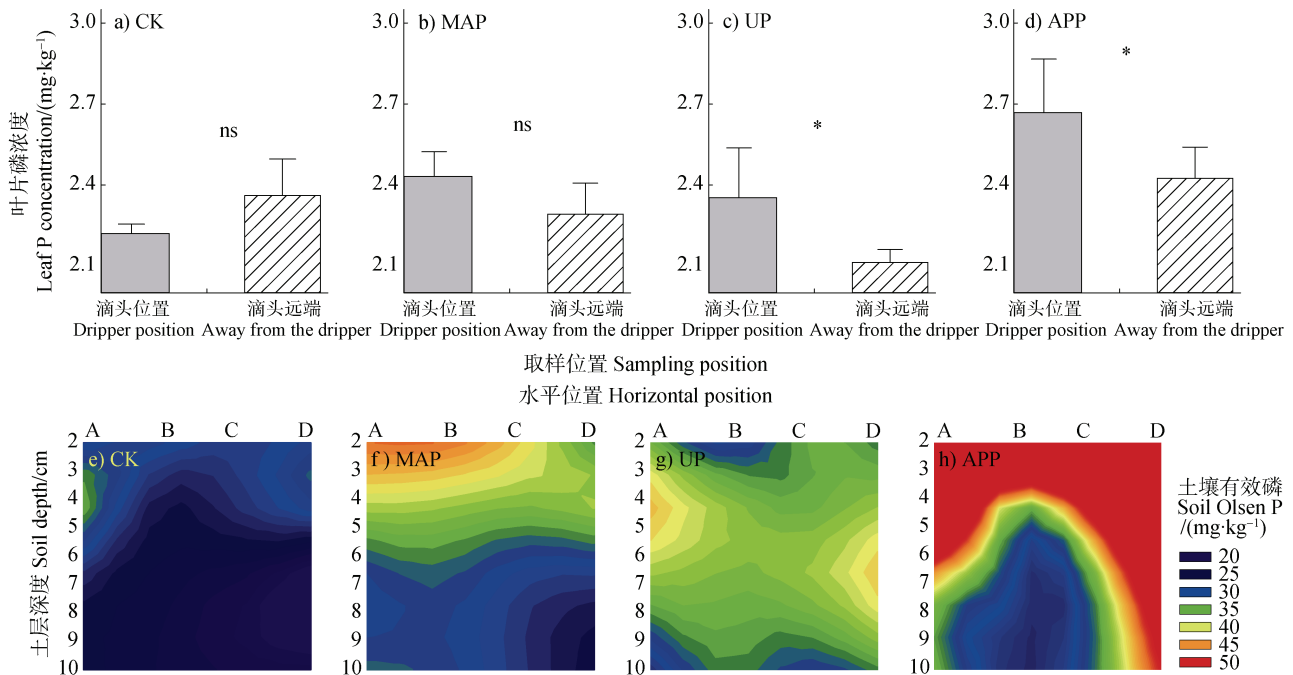 a) CK
b) MAP
c) UP
d) APP
3.0
2.7
2.4
2.1
3.0
2.7
2.4
2.1
3.0
2.7
2.4
2.1
3.0
2.7
2.4
2.1
叶片磷浓度
Leaf P concentration/(mg·kg⁻¹)
ns
ns
*
*
滴头位置 滴头远端 滴头位置 滴头远端 滴头位置 滴头远端 滴头位置 滴头远端
Dripper position Away from the dripper Dripper position Away from the dripper Dripper position Away from the dripper Dripper position Away from the dripper
取样位置 Sampling position
水平位置 Horizontal position
A B C D A B C D A B C D A B C D
土层深度 Soil depth/cm
e) CK
2
3
4
5
6
7
8
9
10
f) MAP
2
3
4
5
6
7
8
9
10
g) UP
2
3
4
5
6
7
8
9
10
h) APP
2
3
4
5
6
7
8
9
10
土壤有效磷
Soil Olsen P
/(mg·kg⁻¹)
20
25
30
35
40
45
50